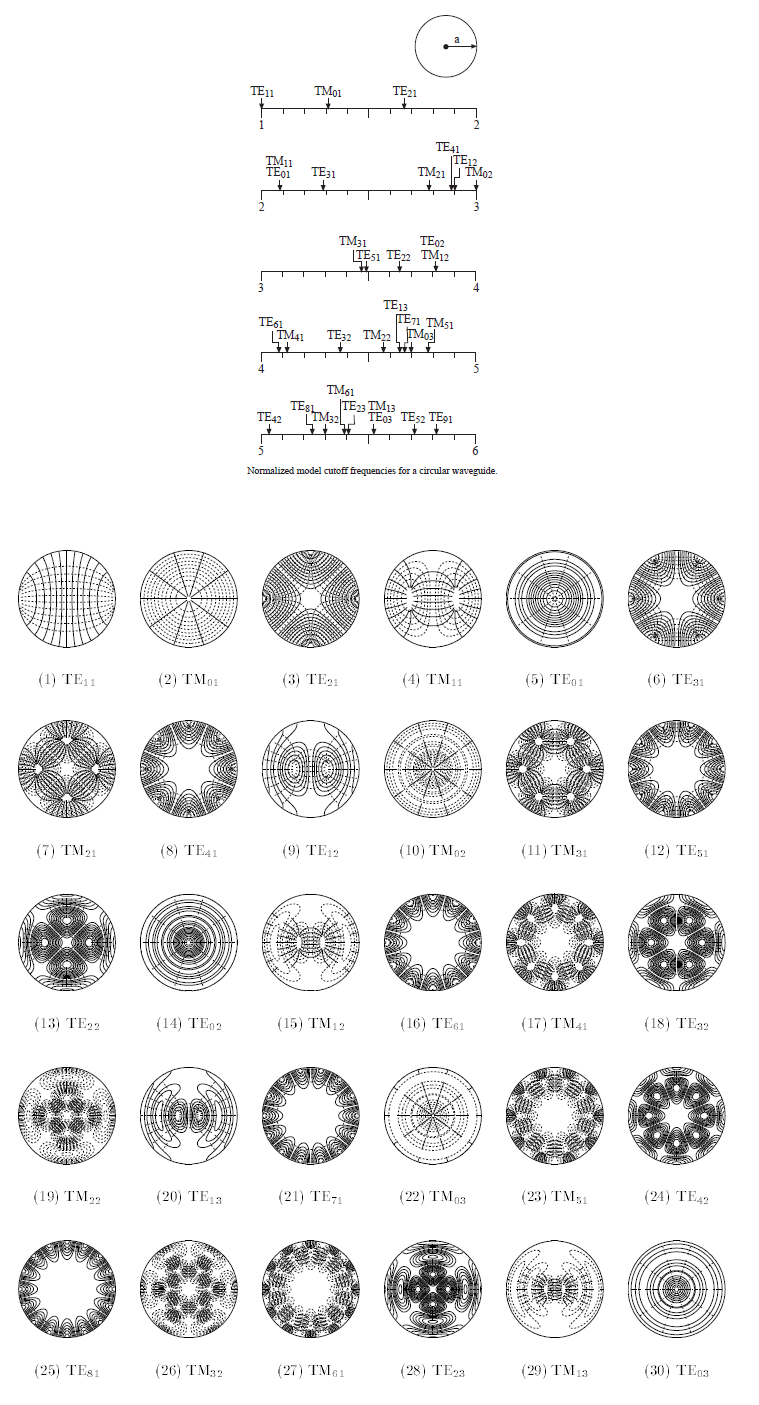 a
TE11 TM01 TE21
1 2
TE41
TM11 TE12
TE01 TE31 TM21 TM02
2 3
TM31 TE02
TE51 TE22 TM12
3 4
TE13
TE61 TE71 TM51
TM41 TE32 TM22 TM03
4 5
TM61
TE81 TE23 TM13
TE42 TM32 TE03 TE52 TE91
5 6
Normalized model cutoff frequencies for a circular waveguide.
(1) TE11 (2) TM01 (3) TE21 (4) TM11 (5) TE01 (6) TE31
(7) TM21 (8) TE41 (9) TE12 (10) TM02 (11) TM31 (12) TE51
(13) TE22 (14) TE02 (15) TM12 (16) TE61 (17) TM41 (18) TE32
(19) TM22 (20) TE13 (21) TE71 (22) TM03 (23) TM51 (24) TE42
(25) TE81 (26) TM32 (27) TM61 (28) TE23 (29) TM13 (30) TE03